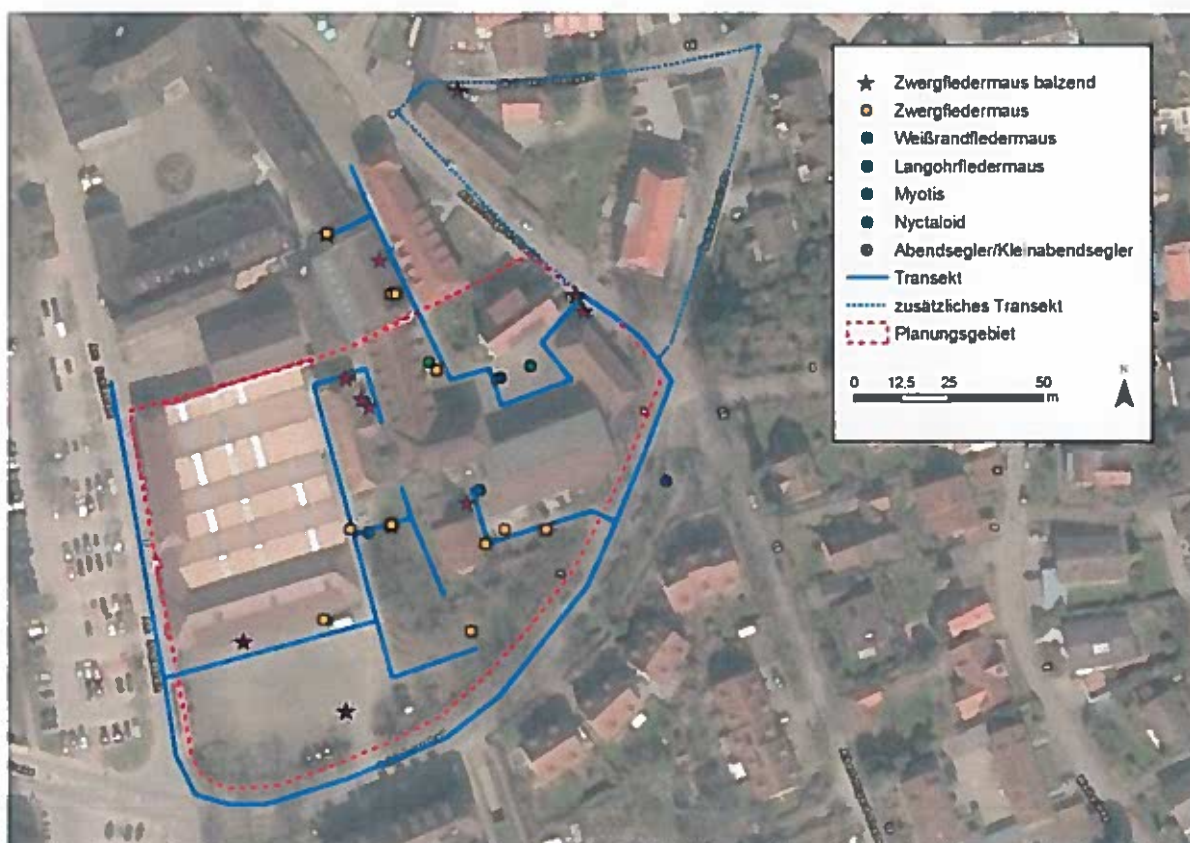 Zwergfledermaus balzend
Zwergfledermaus
Weißrandfledermaus
Langohrfledermaus
Myotis
Nyctaloid
Abendsegler/Kleinabendsegler
Transekt
zusätzliches Transekt
Planungsgebiet
0 12,5 25 50
m
N